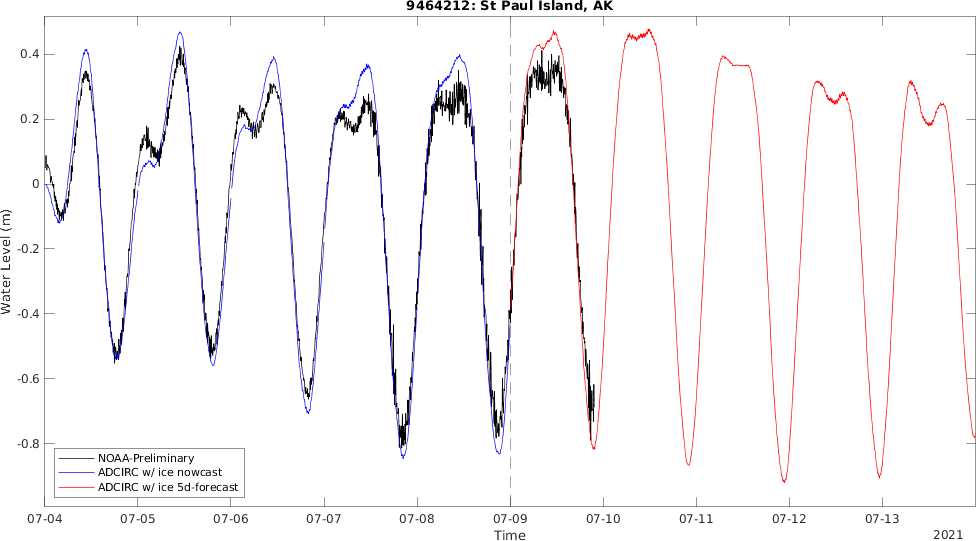 9464212: St Paul Island, AK
Water Level (m)
0.4
0.2
0
-0.2
-0.4
-0.6
-0.8
NOAA-Preliminary
ADCIRC w/ ice nowcast
ADCIRC w/ ice 5d-forecast
07-04 07-05 07-06 07-07 07-08 07-09 07-10 07-11 07-12 07-13
Time
2021